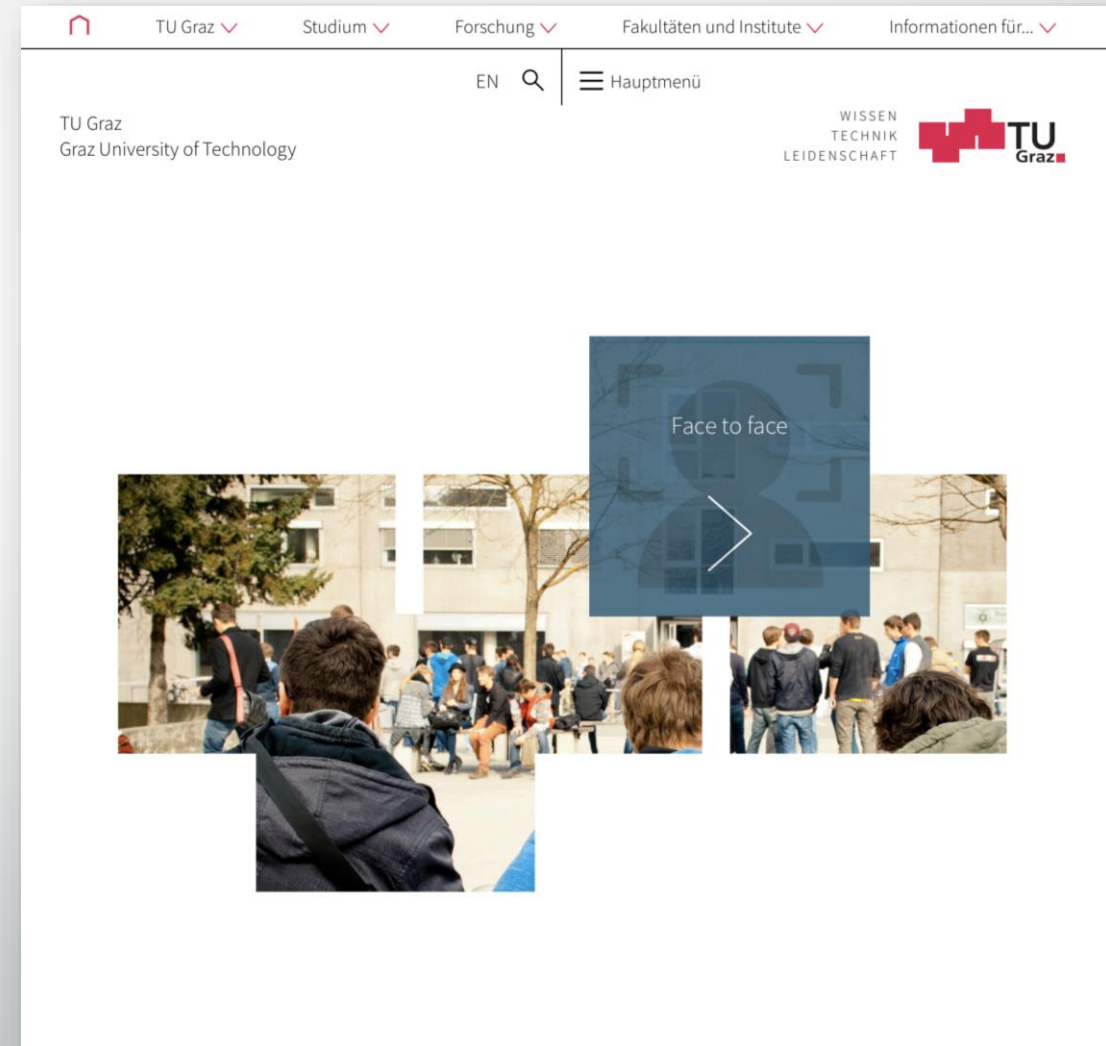 TU Graz
Studium
Forschung
Fakultäten und Institute
Informationen für...
EN
Hauptmenü
TU Graz
Graz University of Technology
WISSEN
TECHNIK
LEIDENSCHAFT
TU
Graz
Face to face